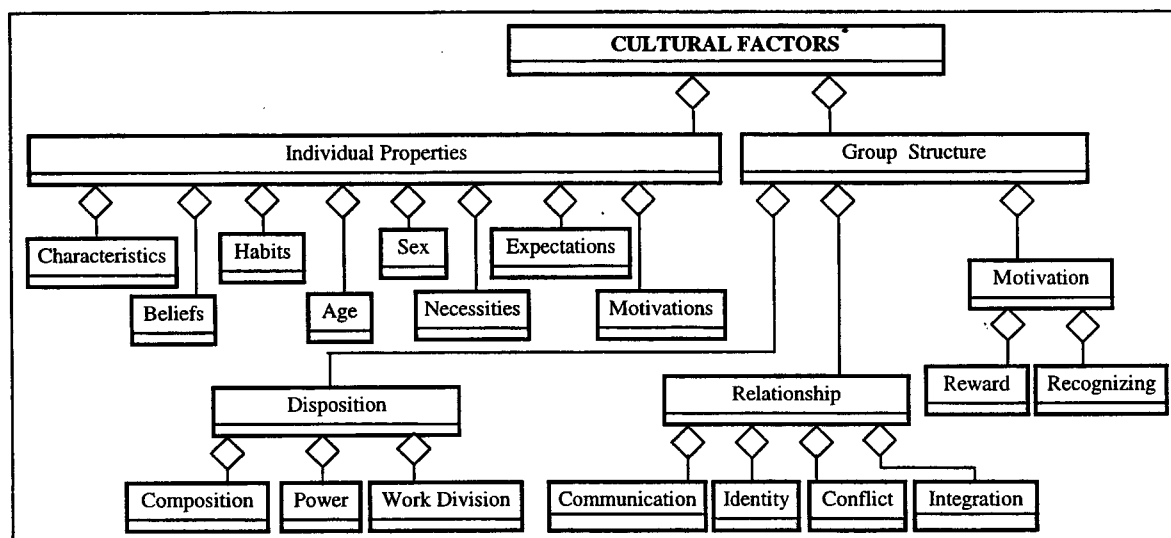 CULTURAL FACTORS*
Individual Properties
Group Structure
Characteristics
Beliefs
Habits
Age
Sex
Necessities
Expectations
Motivations
Motivation
Reward
Recognizing
Disposition
Relationship
Composition
Power
Work Division
Communication
Identity
Conflict
Integration